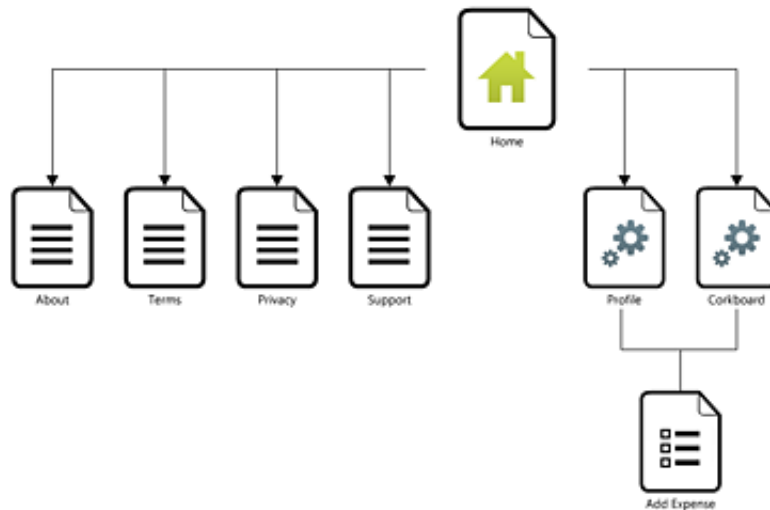 Home
About
Terms
Privacy
Support
Profile
Corkboard
Add Expense